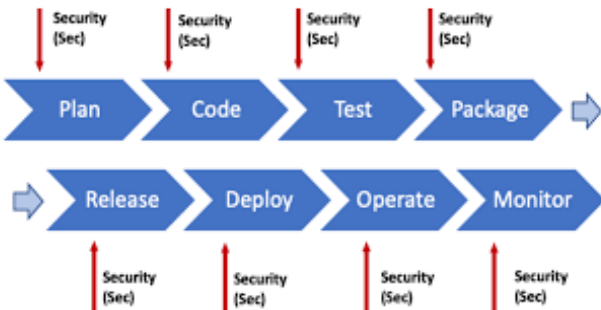 Security
(Sec)
Security
(Sec)
Security
(Sec)
Security
(Sec)
Plan
Code
Test
Package
Release
Deploy
Operate
Monitor
Security
(Sec)
Security
(Sec)
Security
(Sec)
Security
(Sec)